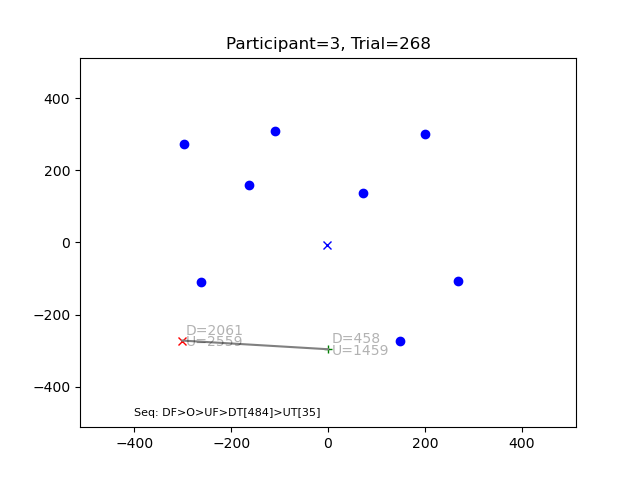 Participant=3, Trial=268
400
200
0
−200
−400
D=2061
U=2559
D=458
U=1459
Seq: DF>O>UF>DT[484]>UT[35]
−400
−200
0
200
400